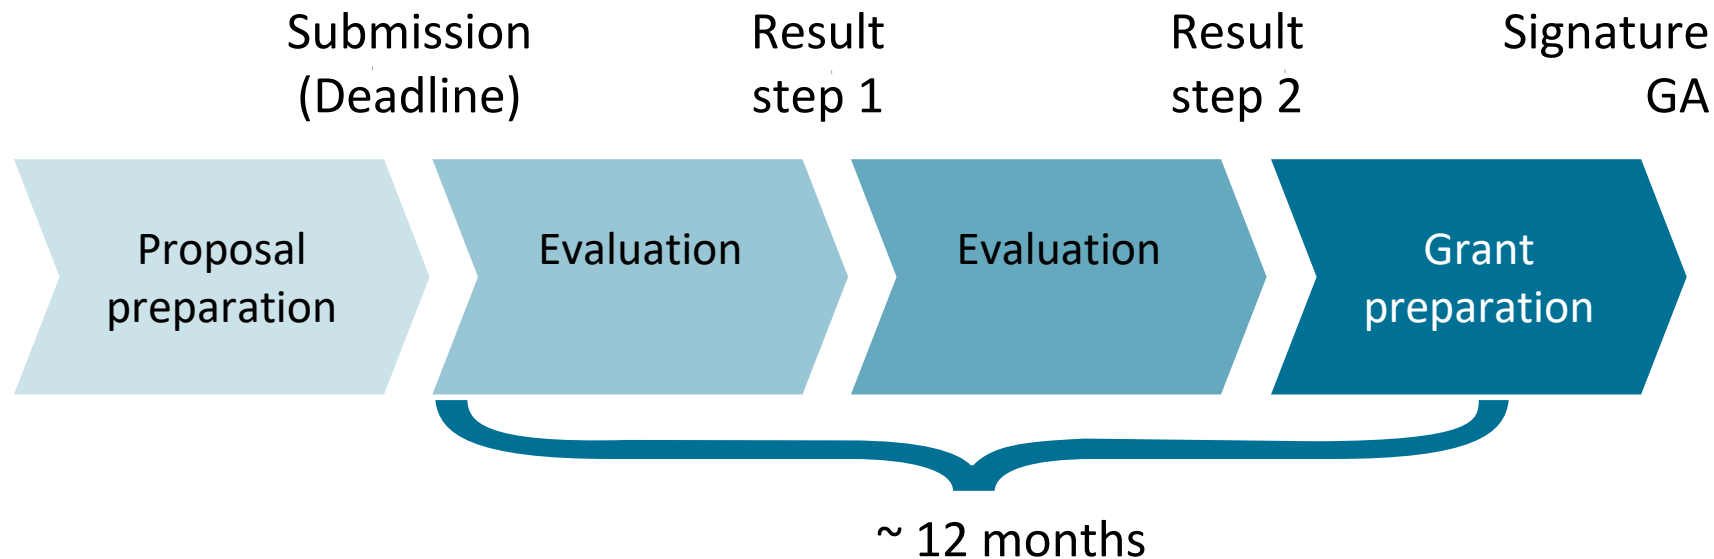 Submission
(Deadline)
Result
step 1
Result
step 2
Signature
GA
Proposal
preparation
Evaluation
Evaluation
Grant
preparation
~ 12 months